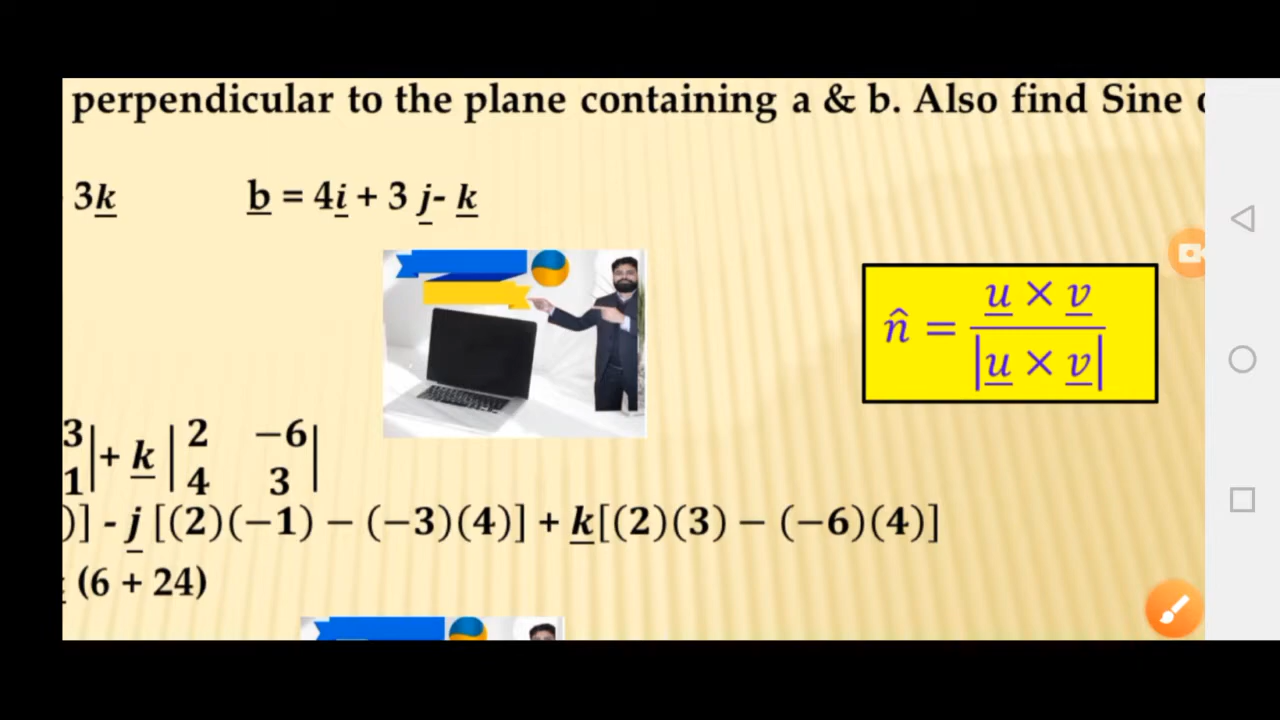 perpendicular to the plane containing a & b. Also find Sine
3k b = 4i + 3 j- k
n̂ = u × v / |u × v|
3| + k |2 −6|
1| |4 3|
)] - j [(2)(−1) − (−3)(4)] + k[(2)(3) − (−6)(4)]
(6 + 24)